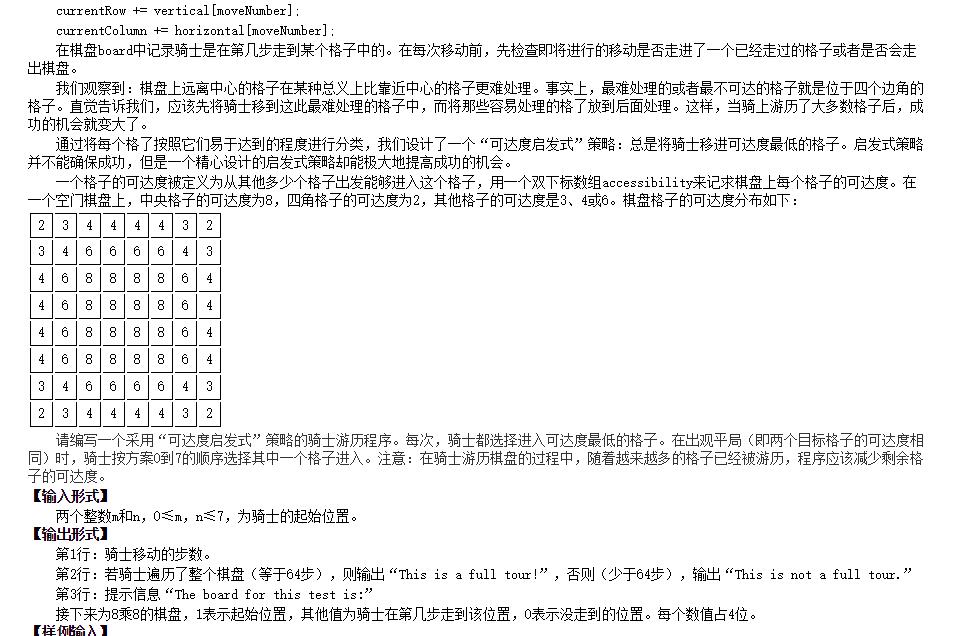 currentRow += vertical[moveNumber];
currentColumn += horizontal[moveNumber];
在棋盘board中记录骑士是在第几步走到某个格子中的。在每次移动前，先检查即将进行的移动是否走进了一个已经走过的格子或者是否会走
出棋盘。
我们观察到：棋盘上远离中心的格子在某种总义上比靠近中心的格子更难处理。事实上，最难处理的或者最不可达的格子就是位于四个边角的
格子。直觉告诉我们，应该先将骑士移到这此最难处理的格子中，而将那些容易处理的格了放到后面处理。这样，当骑上游历了大多数格子后，成
功的机会就变大了。
通过将每个格了按照它们易于达到的程度进行分类，我们设计了一个“可达度启发式”策略：总是将骑士移进可达度最低的格子。启发式策略
并不能确保成功，但是一个精心设计的启发式策略却能极大地提高成功的机会。
一个格子的可达度被定义为从其他多少个格子出发能够进入这个格子，用一个双下标数组accessibility来记求棋盘上每个格子的可达度。在
一个空门棋盘上，中央格子的可达度为8，四角格子的可达度为2，其他格子的可达度是3、4或6。棋盘格子的可达度分布如下：
2 3 4 4 4 4 3 2
3 4 6 6 6 6 4 3
4 6 8 8 8 8 6 4
4 6 8 8 8 8 6 4
4 6 8 8 8 8 6 4
4 6 8 8 8 8 6 4
3 4 6 6 6 6 4 3
2 3 4 4 4 4 3 2
请编写一个采用“可达度启发式”策略的骑士游历程序。每次，骑士都选择进入可达度最低的格子。在出观平局（即两个目标格子的可达度相
同）时，骑士按方案0到7的顺序选择其中一个格子进入。注意：在骑士游历棋盘的过程中，随着越来越多的格子已经被游历，程序应该减少剩余格
子的可达度。
【输入形式】
两个整数m和n，0≤m，n≤7，为骑士的起始位置。
【输出形式】
第1行：骑士移动的步数。
第2行：若骑士遍历了整个棋盘（等于64步），则输出“This is a full tour!”，否则（少于64步），输出“This is not a full tour.”
第3行：提示信息“The board for this test is:”
接下来为8乘8的棋盘，1表示起始位置，其他值为骑士在第几步走到该位置，0表示没走到的位置。每个数值占4位。
【样例输入】